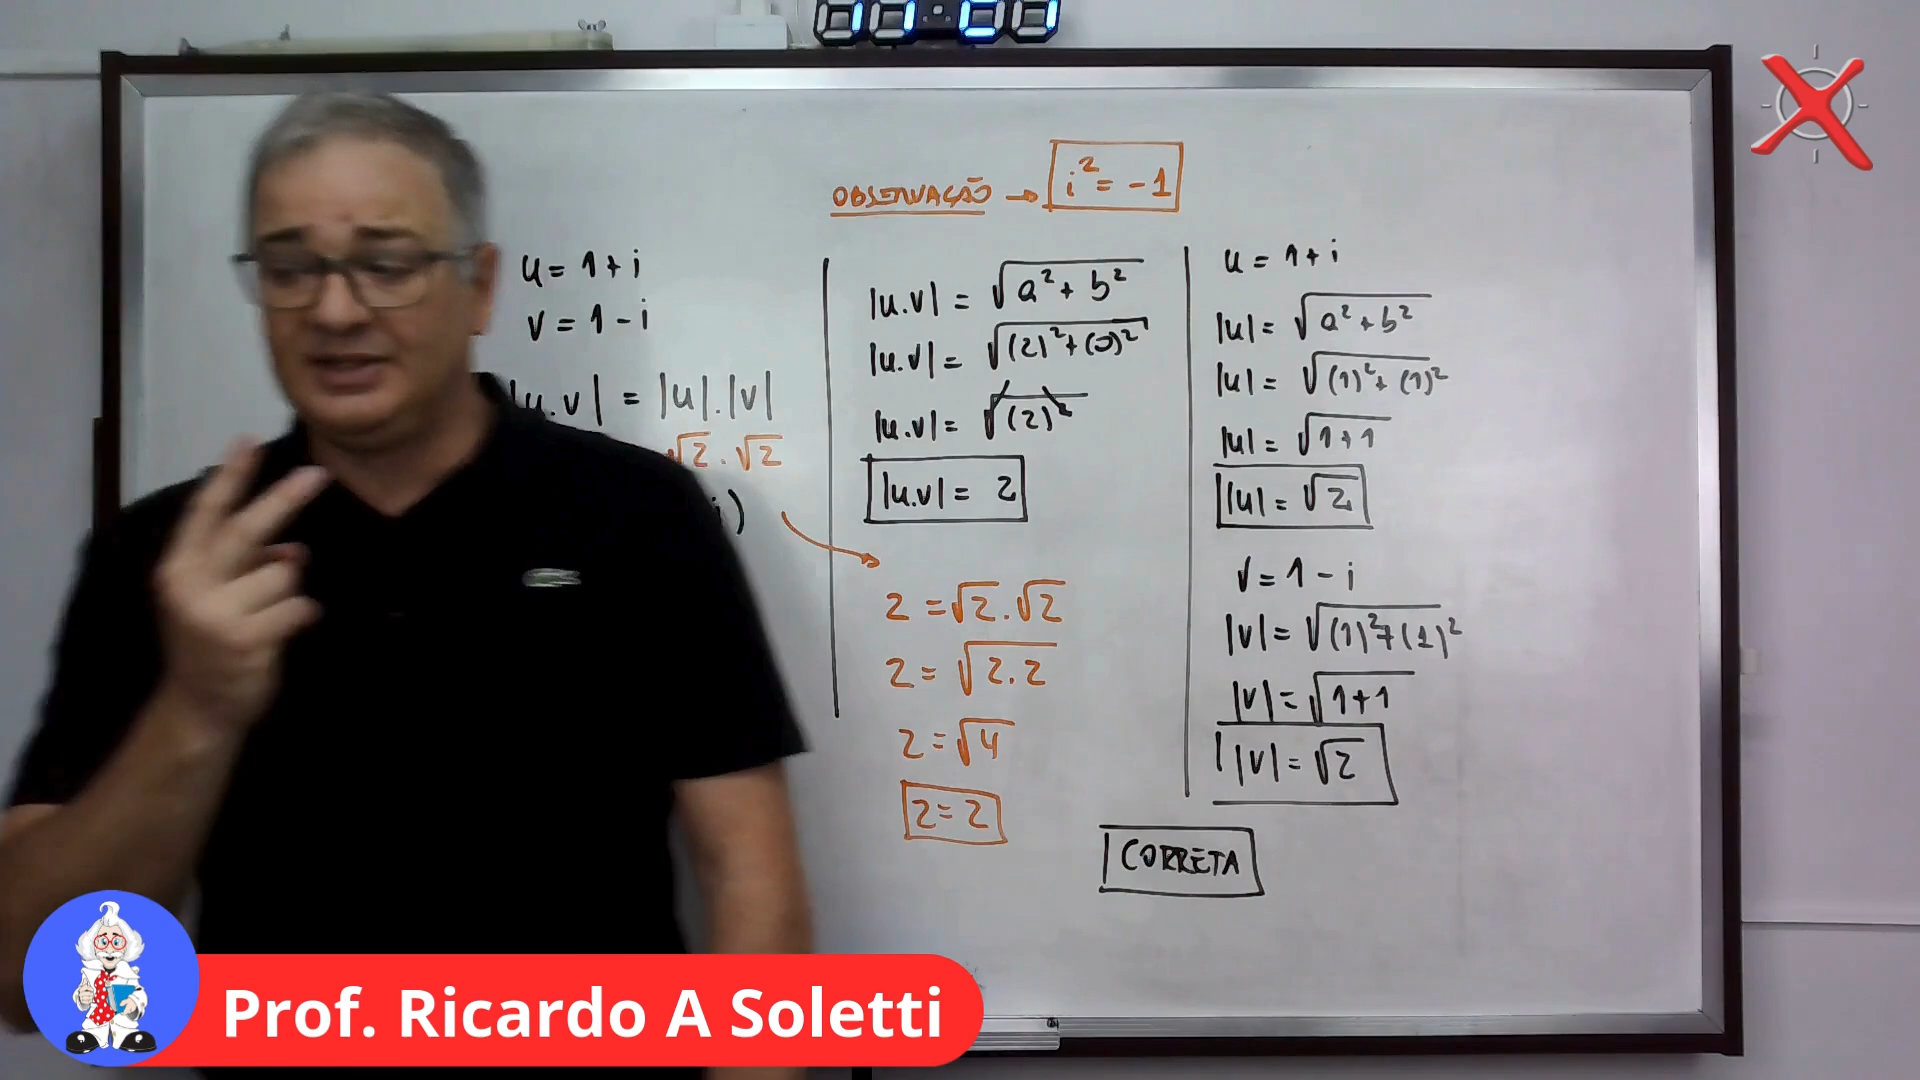 OBSERVAÇÃO → i² = -1
u = 1 + i
v = 1 - i
|u.v| = |u|.|v|
√2 . √2
i)
|u.v| = √a² + b²
|u.v| = √(2)² + (0)²
|u.v| = √(2)²
|u.v| = 2
2 = √2 . √2
2 = √2.2
2 = √4
2 = 2
u = 1 + i
|u| = √a² + b²
|u| = √(1)² + (1)²
|u| = √1 + 1
|u| = √2
v = 1 - i
|v| = √(1)² + (1)²
|v| = √1 + 1
|v| = √2
CORRETA
Prof. Ricardo A Soletti